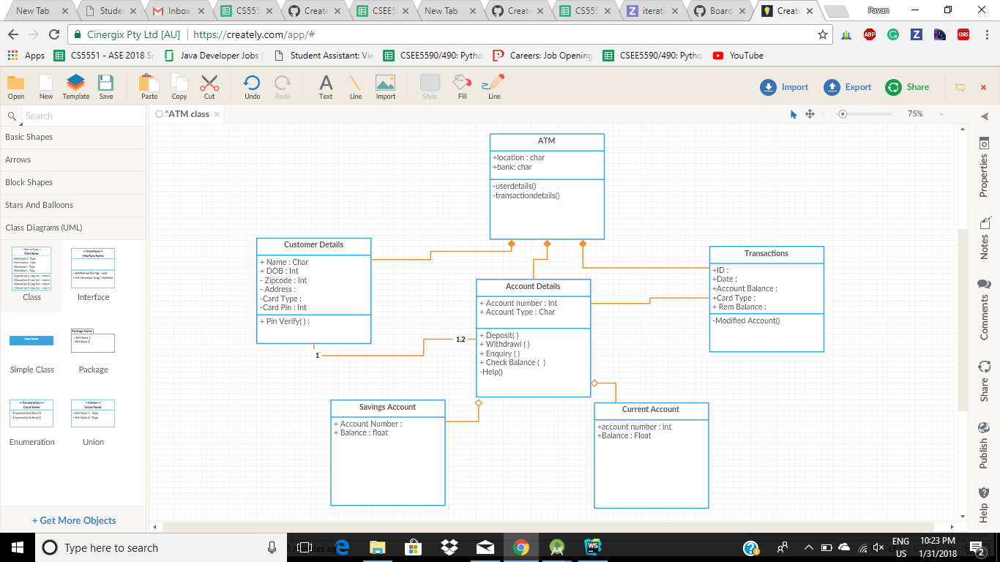 New Tab
Stude
Inbox
CS555
Create
CSEE5
New Tab
Create
CS555
iterati
Board
Create
Pavan
Cinergix Pty Ltd [AU]
https://creately.com/app/#
ABP
Z
CORS
Apps
CS5551 - ASE 2018 Sp
Java Developer Jobs
Student Assistant: Vie
CSEE5590/490: Pytho
Careers: Job Opening
CSEE5590/490: Pytho
YouTube
Open
New
Template
Save
Paste
Copy
Cut
Undo
Redo
Text
Line
Import
Style
Fill
Line
Import
Export
Share
Search
*ATM class
75%
Basic Shapes
Arrows
Block Shapes
Stars And Balloons
Class Diagrams (UML)
Class
Interface
Simple Class
Package
Enumeration
Union
+ Get More Objects
ATM
+location : char
+bank: char
-userdetails()
-transactiondetails()
Customer Details
+ Name : Char
+ DOB : Int
- Zipcode : Int
- Address :
-Card Type :
-Card Pin : Int
+ Pin Verify( ) :
Account Details
+ Account number : Int
+ Account Type : Char
+ Deposit( )
+ Withdrawl ( )
+ Enquiry ( )
+ Check Balance ( )
-Help()
Transactions
+ID :
+Date :
+Account Balance :
+Card Type :
+ Rem Balance :
-Modified Account()
1
1,2
Savings Account
+ Account Number :
+ Balance : float
Current Account
+account number : int
+Balance : Float
Properties
Notes
Comments
Share
Publish
Help
Type here to search
WS
ENG
US
10:23 PM
1/31/2018
2